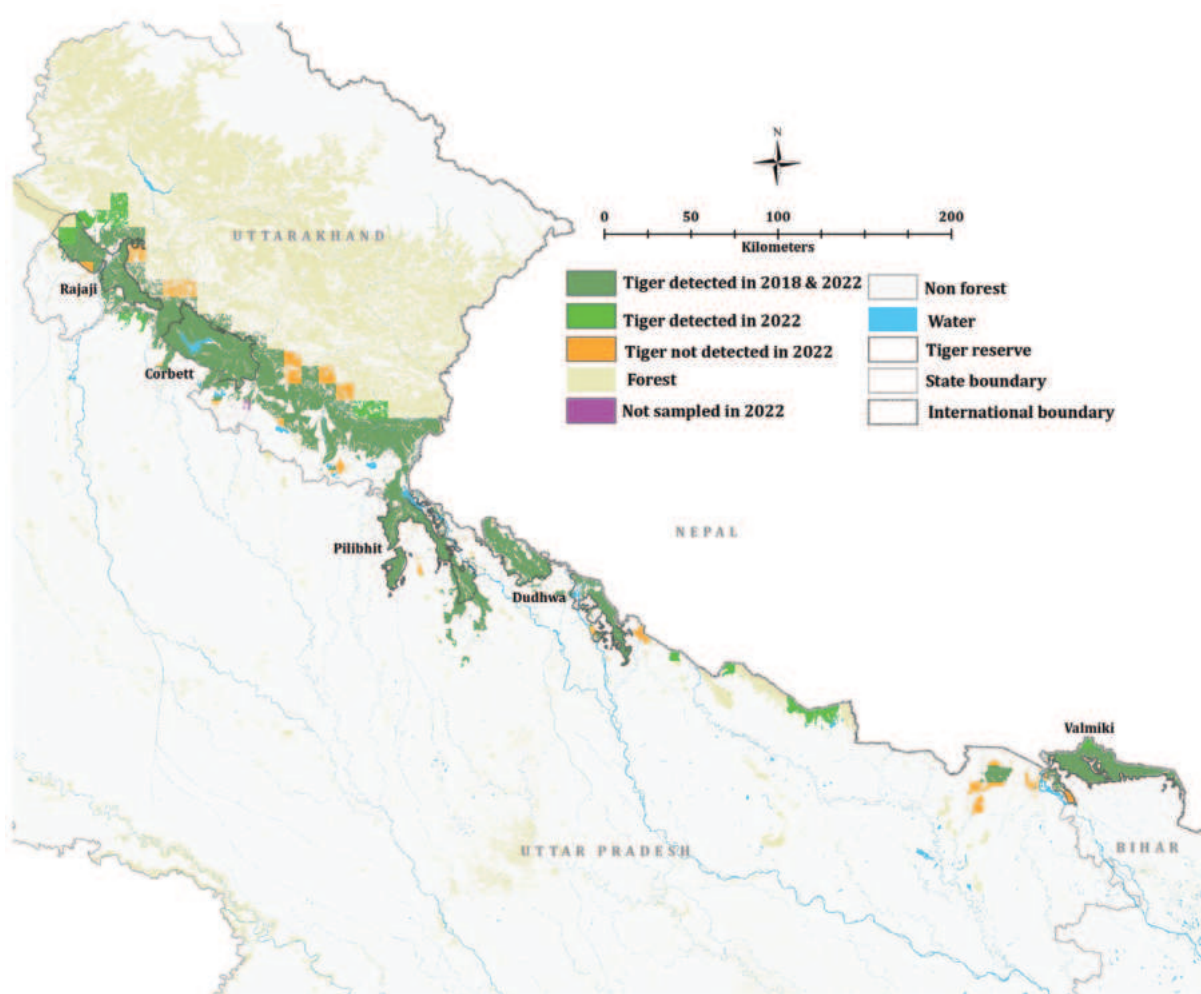 N
0 50 100 200
Kilometers
Tiger detected in 2018 & 2022
Tiger detected in 2022
Tiger not detected in 2022
Forest
Not sampled in 2022
Non forest
Water
Tiger reserve
State boundary
International boundary
UTTARAKHAND
Rajaji
Corbett
NEPAL
Pilibhit
Dudhwa
Valmiki
UTTAR PRADESH
BIHAR